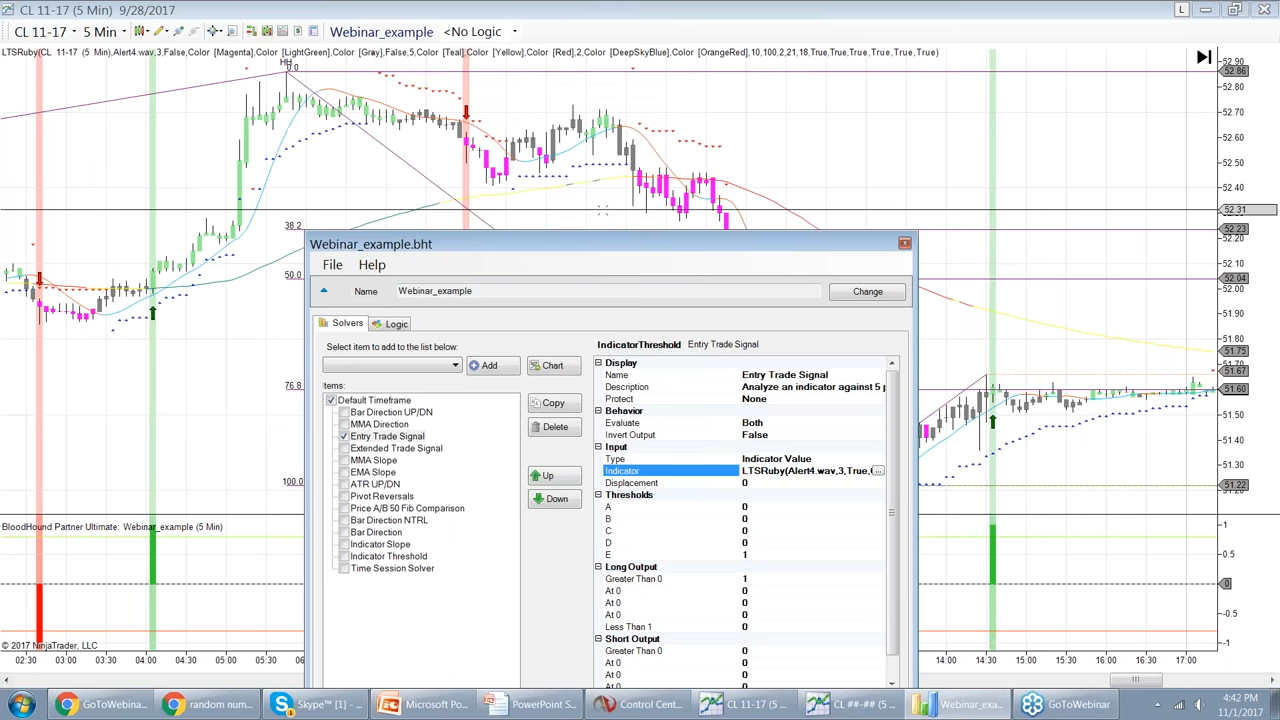 CL 11-17 (5 Min) 9/28/2017
L
CL 11-17
5 Min
Webinar_example
<No Logic>
LTSRuby(CL 11-17 (5 Min),Alert4.wav,3,False,Color [Magenta],Color [LightGreen],Color [Gray],False,5,Color [Teal],Color [Yellow],Color [Red],2,Color [DeepSkyBlue],Color [OrangeRed],10,100,2,21,18,True,True,True,True,True,True)
HH
0.0
38.2
50.0
76.8
100.0
52.90
52.86
52.80
52.70
52.60
52.50
52.40
52.31
52.23
52.20
52.10
52.04
52.00
51.90
51.80
51.75
51.67
51.60
51.50
51.40
51.30
51.22
Webinar_example.bht
File
Help
Name
Webinar_example
Change
Solvers
Logic
Select item to add to the list below:
Add
Chart
Items:
Copy
Delete
Up
Down
Default Timeframe
Bar Direction UP/DN
MMA Direction
Entry Trade Signal
Extended Trade Signal
MMA Slope
EMA Slope
ATR UP/DN
Pivot Reversals
Price A/B 50 Fib Comparison
Bar Direction NTRL
Bar Direction
Indicator Slope
Indicator Threshold
Time Session Solver
IndicatorThreshold Entry Trade Signal
Display
Name Entry Trade Signal
Description Analyze an indicator against 5 p
Protect None
Behavior
Evaluate Both
Invert Output False
Input
Type Indicator Value
Indicator LTSRuby(Alert4.wav,3,True,
...
Displacement 0
Thresholds
A 0
B 0
C 0
D 0
E 1
Long Output
Greater Than 0 1
At 0 0
At 0 0
At 0 0
Less Than 1 0
Short Output
Greater Than 0 0
At 0 0
At 0 0
BloodHound Partner Ultimate: Webinar_example (5 Min)
1
0.5
0
-0.5
-1
© 2017 NinjaTrader, LLC
02:30 03:00 03:30 04:00 04:30 05:00 05:30
14:00 14:30 15:00 15:30 16:00 16:30 17:00
GoToWebina...
random num...
Skype™ [1] - ...
Microsoft Po...
PowerPoint S...
Control Cent...
CL 11-17 (5 ...
CL ##-## (5 ...
Webinar_exa...
GoToWebinar
4:42 PM
11/1/2017